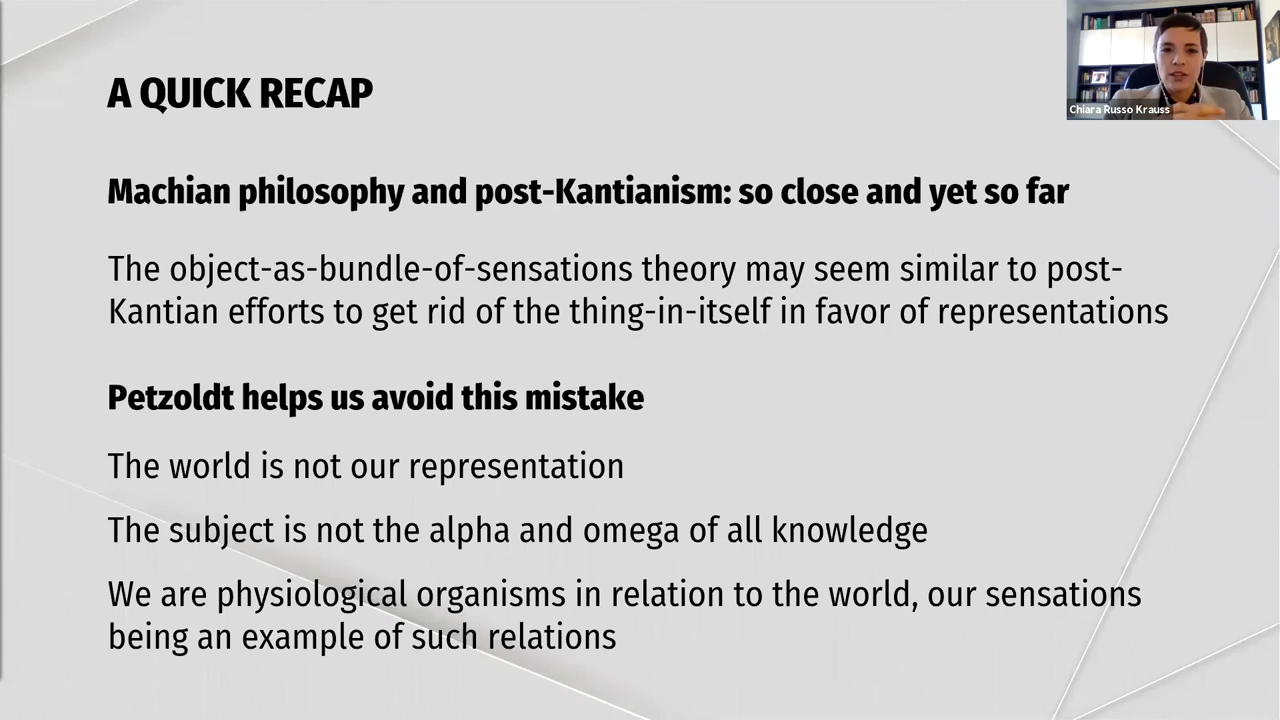 A QUICK RECAP
Chiara Russo Krauss
Machian philosophy and post-Kantianism: so close and yet so far
The object-as-bundle-of-sensations theory may seem similar to post-
Kantian efforts to get rid of the thing-in-itself in favor of representations
Petzoldt helps us avoid this mistake
The world is not our representation
The subject is not the alpha and omega of all knowledge
We are physiological organisms in relation to the world, our sensations
being an example of such relations